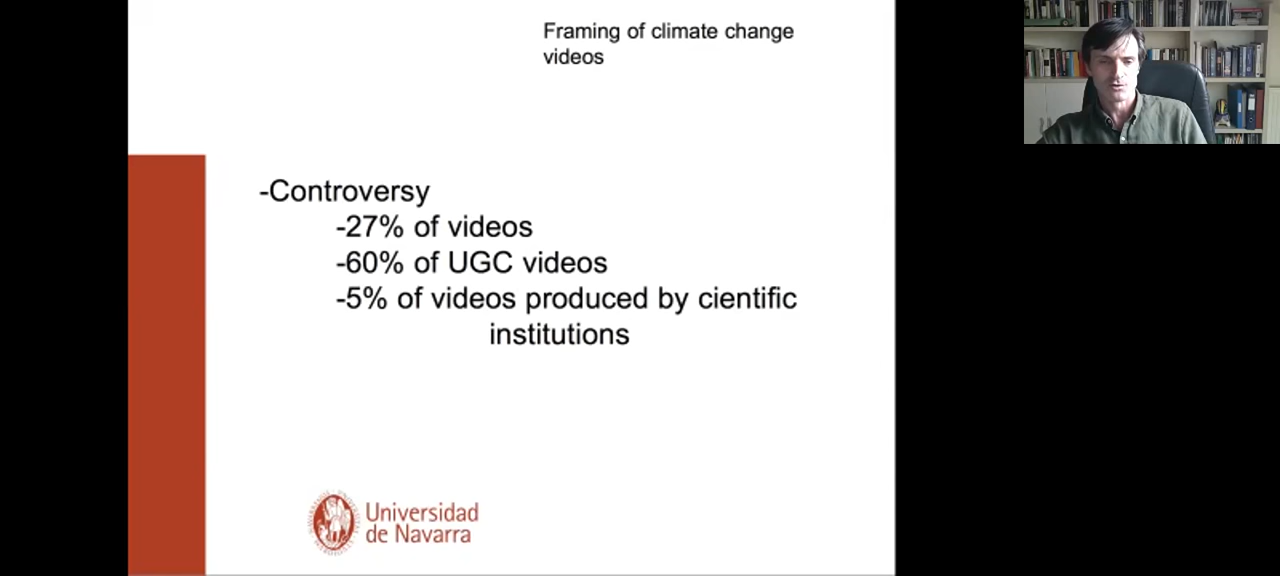 Framing of climate change
videos
-Controversy
-27% of videos
-60% of UGC videos
-5% of videos produced by cientific
institutions
Universidad
de Navarra